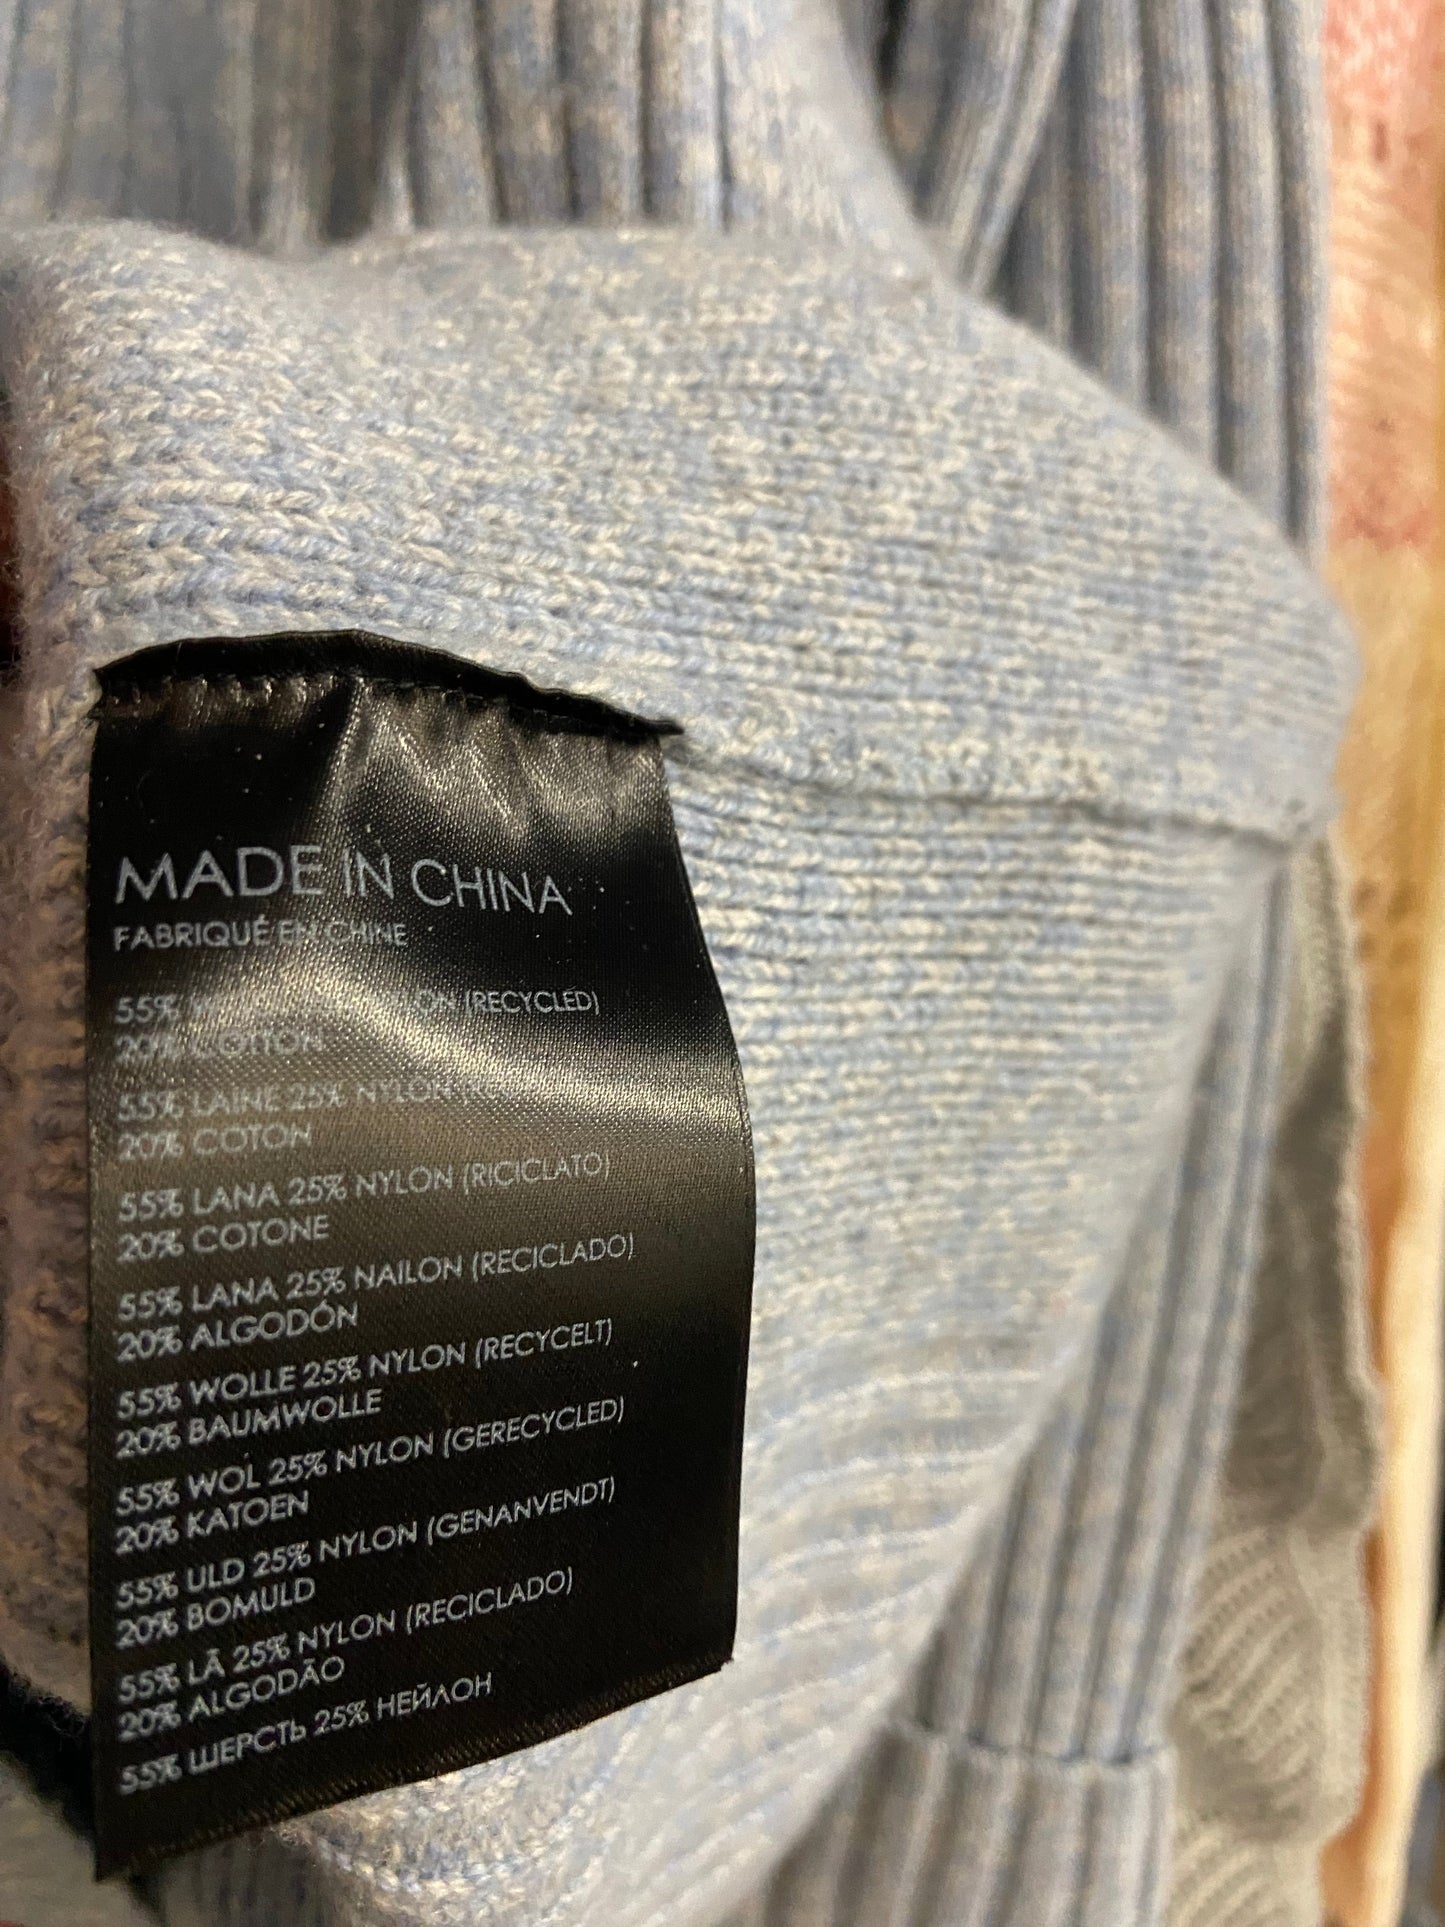 MADE IN CHINA
FABRIQUÉ EN CHINE
55% NYLON (RECYCLED)
20% COTTON
55% LAINE 25% NYLON
20% COTON
55% LANA 25% NYLON (RICICLATO)
20% COTONE
55% LANA 25% NAILON (RECICLADO)
20% ALGODÓN
55% WOLLE 25% NYLON (RECYCELT)
20% BAUMWOLLE
55% WOL 25% NYLON (GERECYCLED)
20% KATOEN
55% ULD 25% NYLON (GENANVENDT)
20% BOMULD
55% LÃ 25% NYLON (RECICLADO)
20% ALGODÃO
55% ШЕРСТЬ 25% НЕЙЛОН